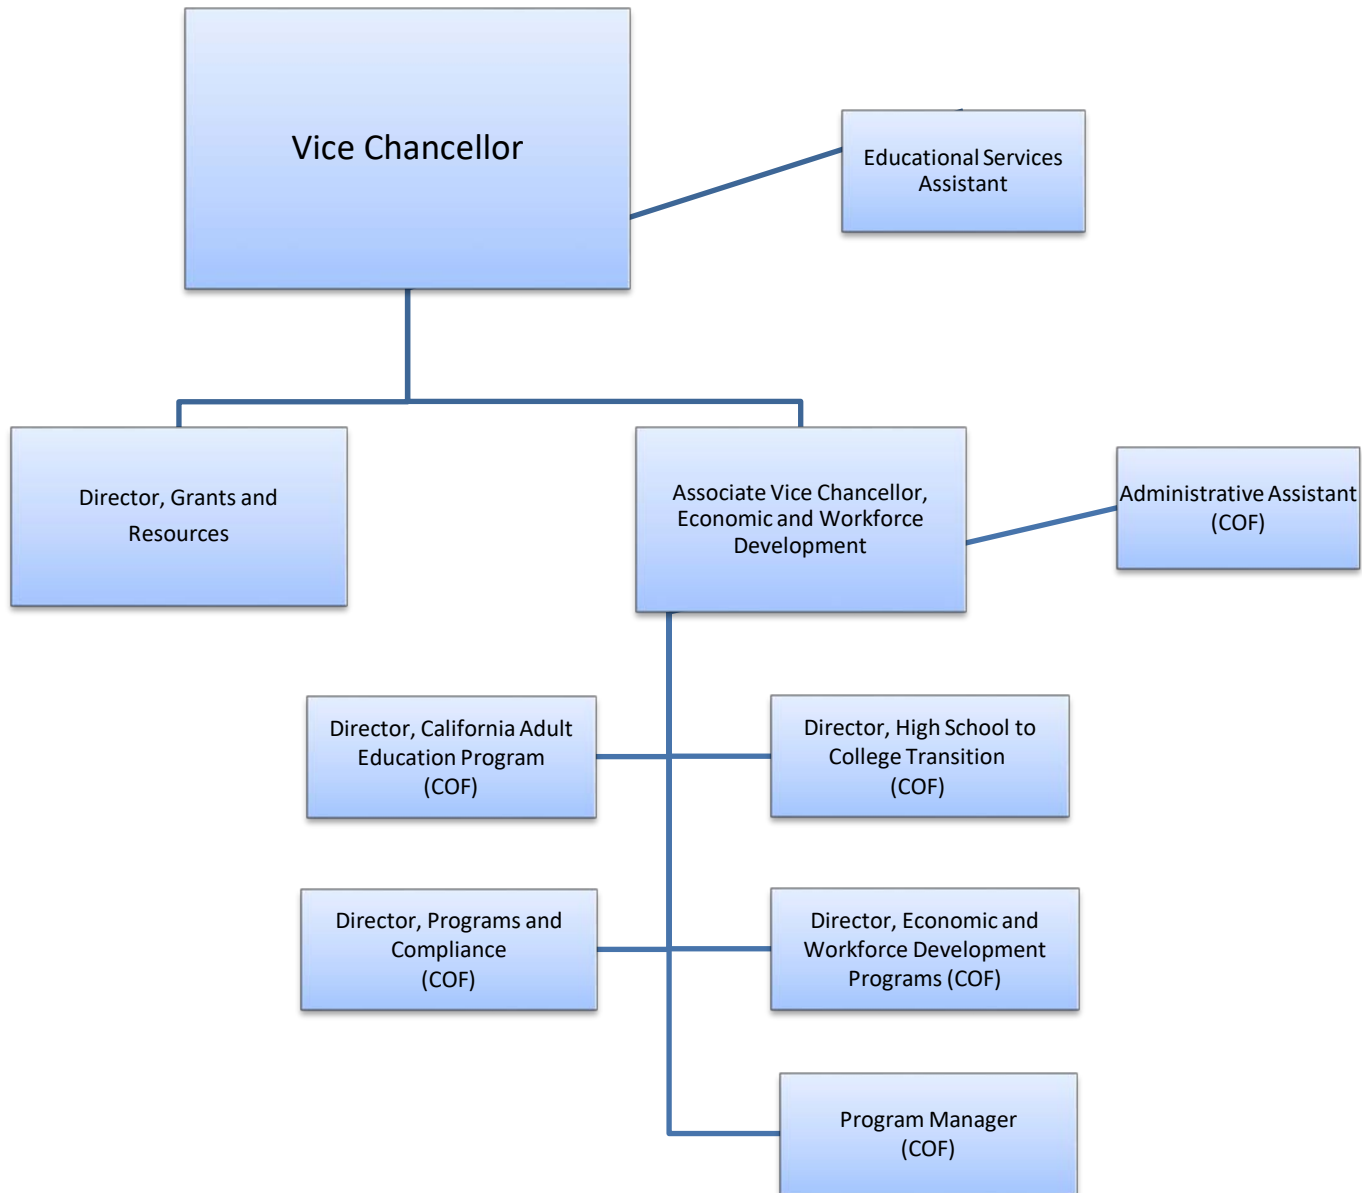 Vice Chancellor
Educational Services
Assistant
Director, Grants and
Resources
Associate Vice Chancellor,
Economic and Workforce
Development
Administrative Assistant
(COF)
Director, California Adult
Education Program
(COF)
Director, High School to
College Transition
(COF)
Director, Programs and
Compliance
(COF)
Director, Economic and
Workforce Development
Programs (COF)
Program Manager
(COF)